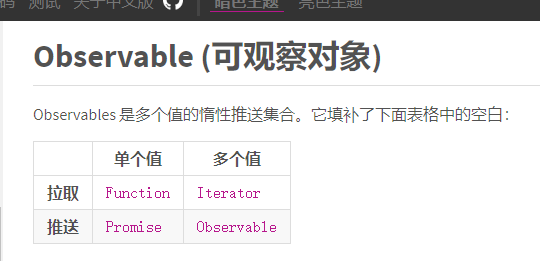 码 测试 关于中文版 暗色主题 亮色主题
Observable (可观察对象)
Observables 是多个值的惰性推送集合。它填补了下面表格中的空白：
单个值 多个值
拉取 Function Iterator
推送 Promise Observable